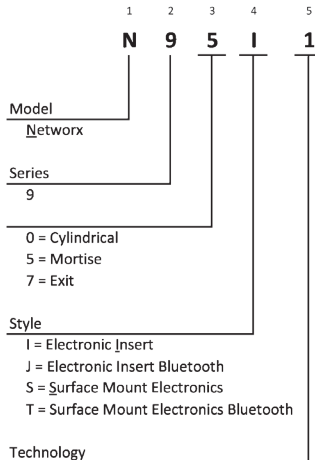 1 2 3 4 5
N 9 5 I 1
Model
Networx
Series
9
0 = Cylindrical
5 = Mortise
7 = Exit
Style
I = Electronic Insert
J = Electronic Insert Bluetooth
S = Surface Mount Electronics
T = Surface Mount Electronics Bluetooth
Technology